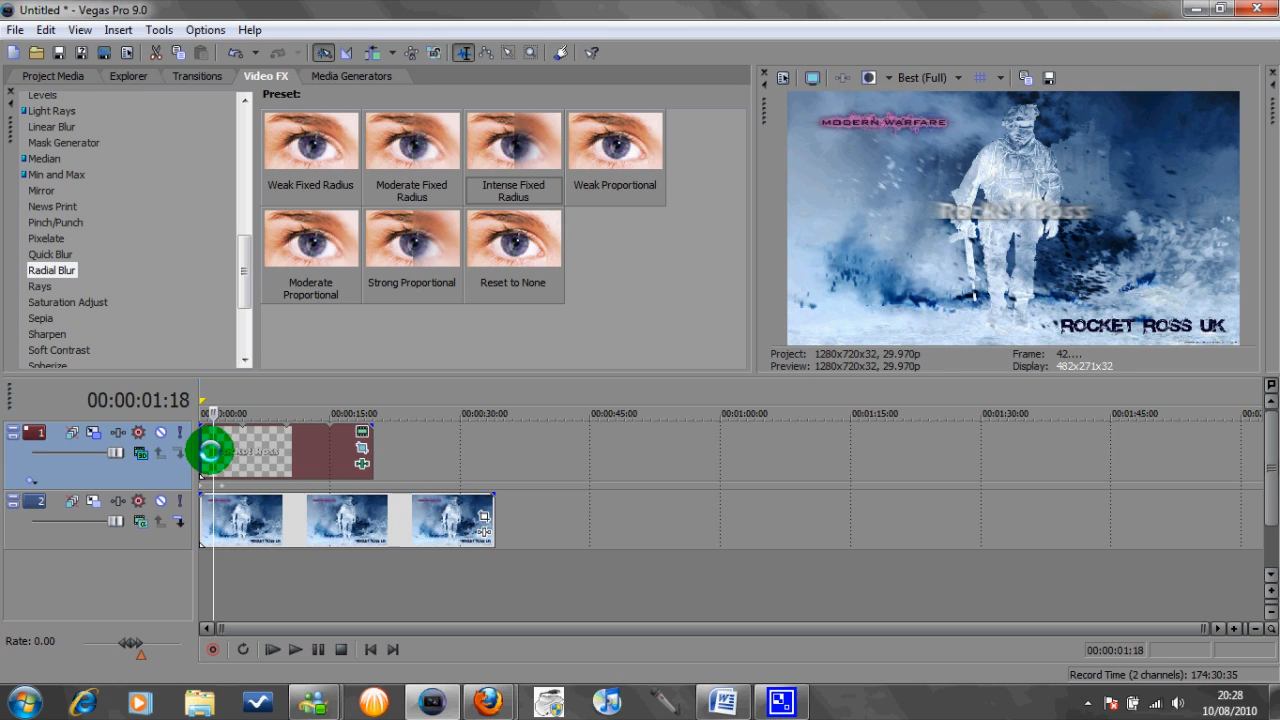 Untitled * - Vegas Pro 9.0
File Edit View Insert Tools Options Help
Project Media Explorer Transitions Video FX Media Generators
Levels
Light Rays
Linear Blur
Mask Generator
Median
Min and Max
Mirror
News Print
Pinch/Punch
Pixelate
Quick Blur
Radial Blur
Rays
Saturation Adjust
Sepia
Sharpen
Soft Contrast
Spherize
Preset:
Weak Fixed Radius
Moderate Fixed Radius
Intense Fixed Radius
Weak Proportional
Moderate Proportional
Strong Proportional
Reset to None
Best (Full)
MODERN WARFARE
Rocket Ross
ROCKET ROSS UK
Project: 1280x720x32, 29.970p
Frame: 42....
Preview: 1280x720x32, 29.970p
Display: 482x271x32
00:00:01:18
00:00:15:00 00:00:30:00 00:00:45:00 00:01:00:00 00:01:15:00 00:01:30:00 00:01:45:00
1
2
Rate: 0.00
00:00:01:18
Record Time (2 channels): 174:30:35
20:28
10/08/2010